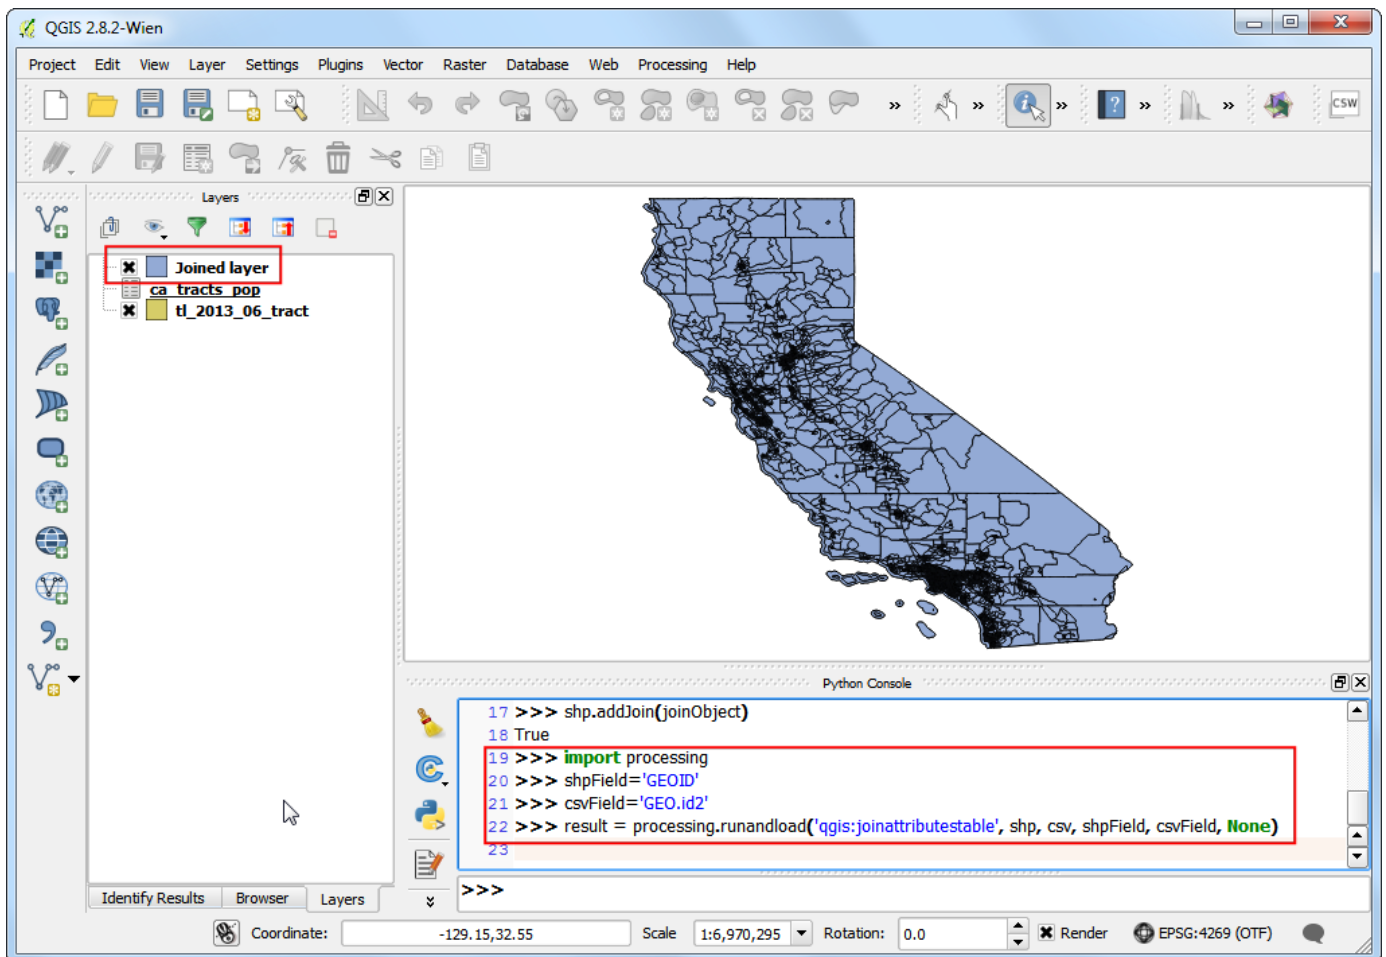 QGIS 2.8.2-Wien
Project Edit View Layer Settings Plugins Vector Raster Database Web Processing Help
CSW
Layers
Joined layer
ca_tracts_pop
tl_2013_06_tract
Python Console
17 >>> shp.addJoin(joinObject)
18 True
19 >>> import processing
20 >>> shpField='GEOID'
21 >>> csvField='GEO.id2'
22 >>> result = processing.runandload('qgis:joinattributestable', shp, csv, shpField, csvField, None)
23
>>>
Identify Results Browser Layers
Coordinate: -129.15,32.55 Scale 1:6,970,295 Rotation: 0.0 Render EPSG:4269 (OTF)